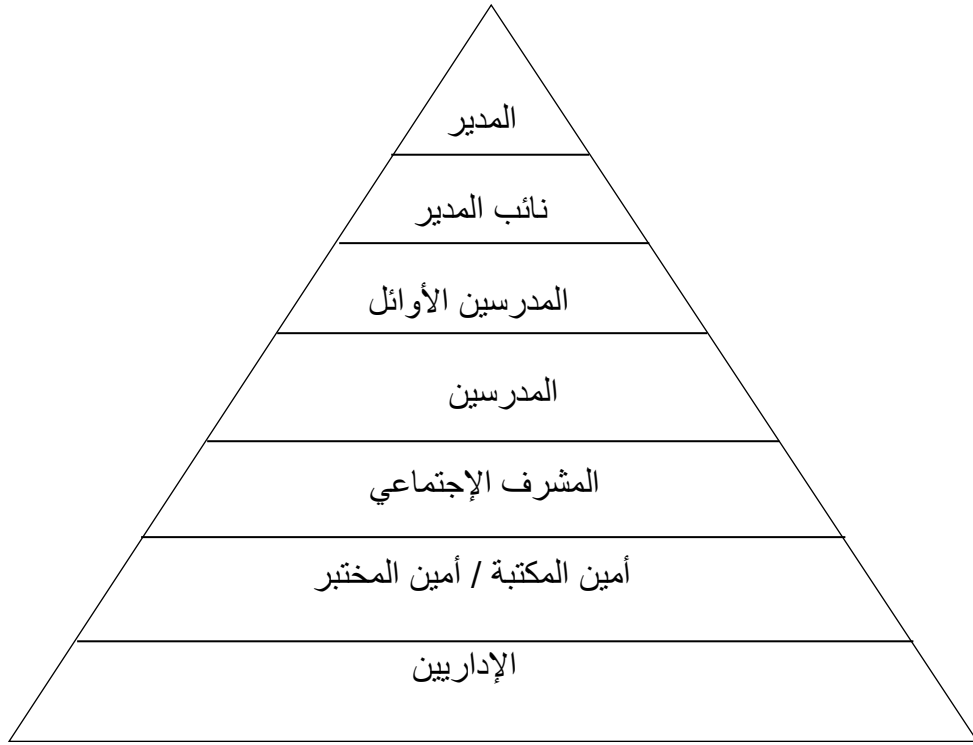 المدير
نائب المدير
المدرسين الأوائل
المدرسين
المشرف الإجتماعي
أمين المكتبة / أمين المختبر
الإداريين